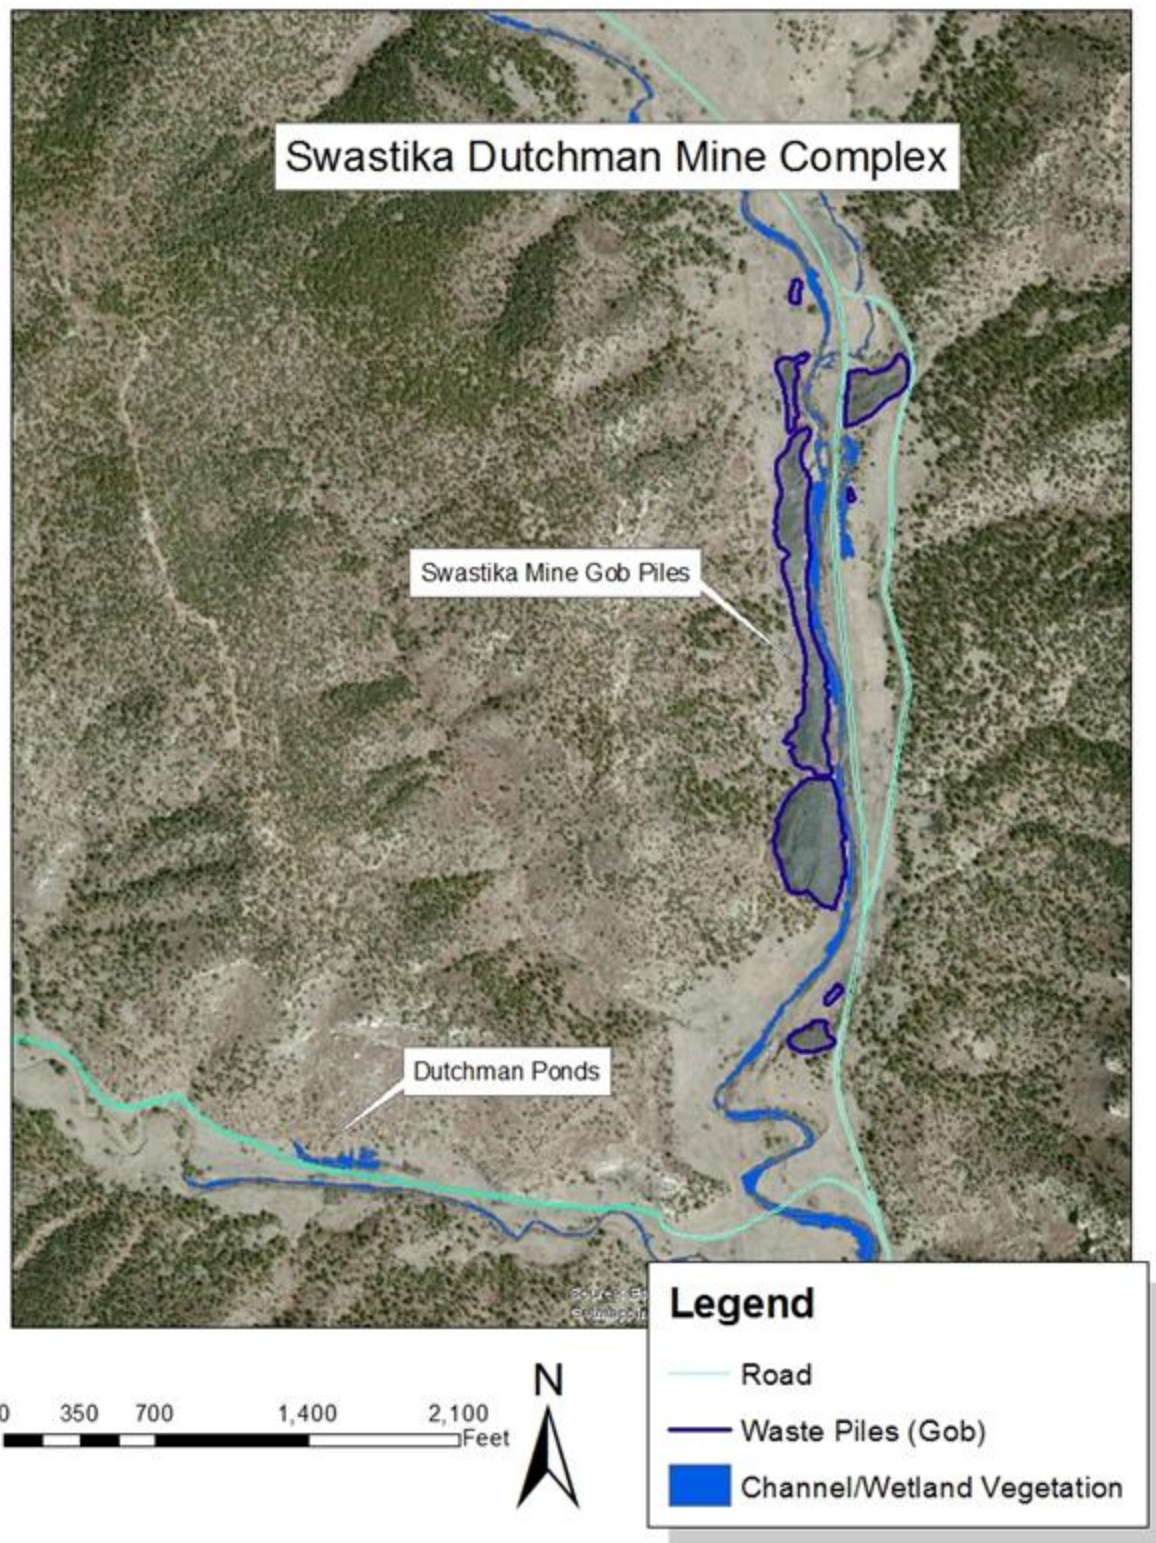 Swastika Dutchman Mine Complex
Swastika Mine Gob Piles
Dutchman Ponds
Legend
Road
Waste Piles (Gob)
Channel/Wetland Vegetation
N
0 350 700 1,400 2,100
Feet